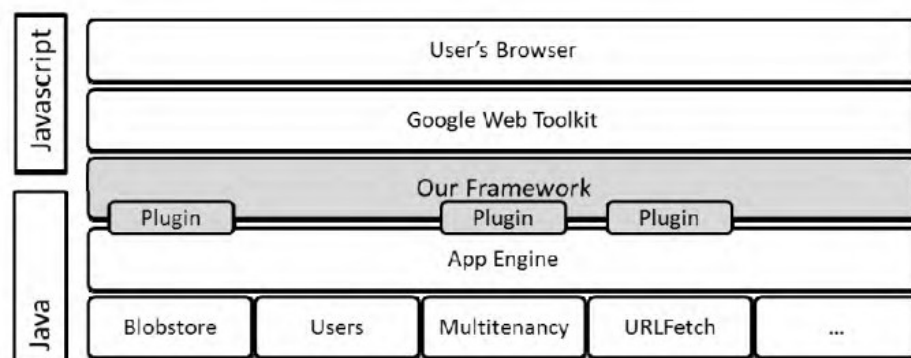 Javascript
User's Browser
Google Web Toolkit
Our Framework
Plugin Plugin Plugin
Java
App Engine
Blobstore Users Multitenancy URLFetch ...